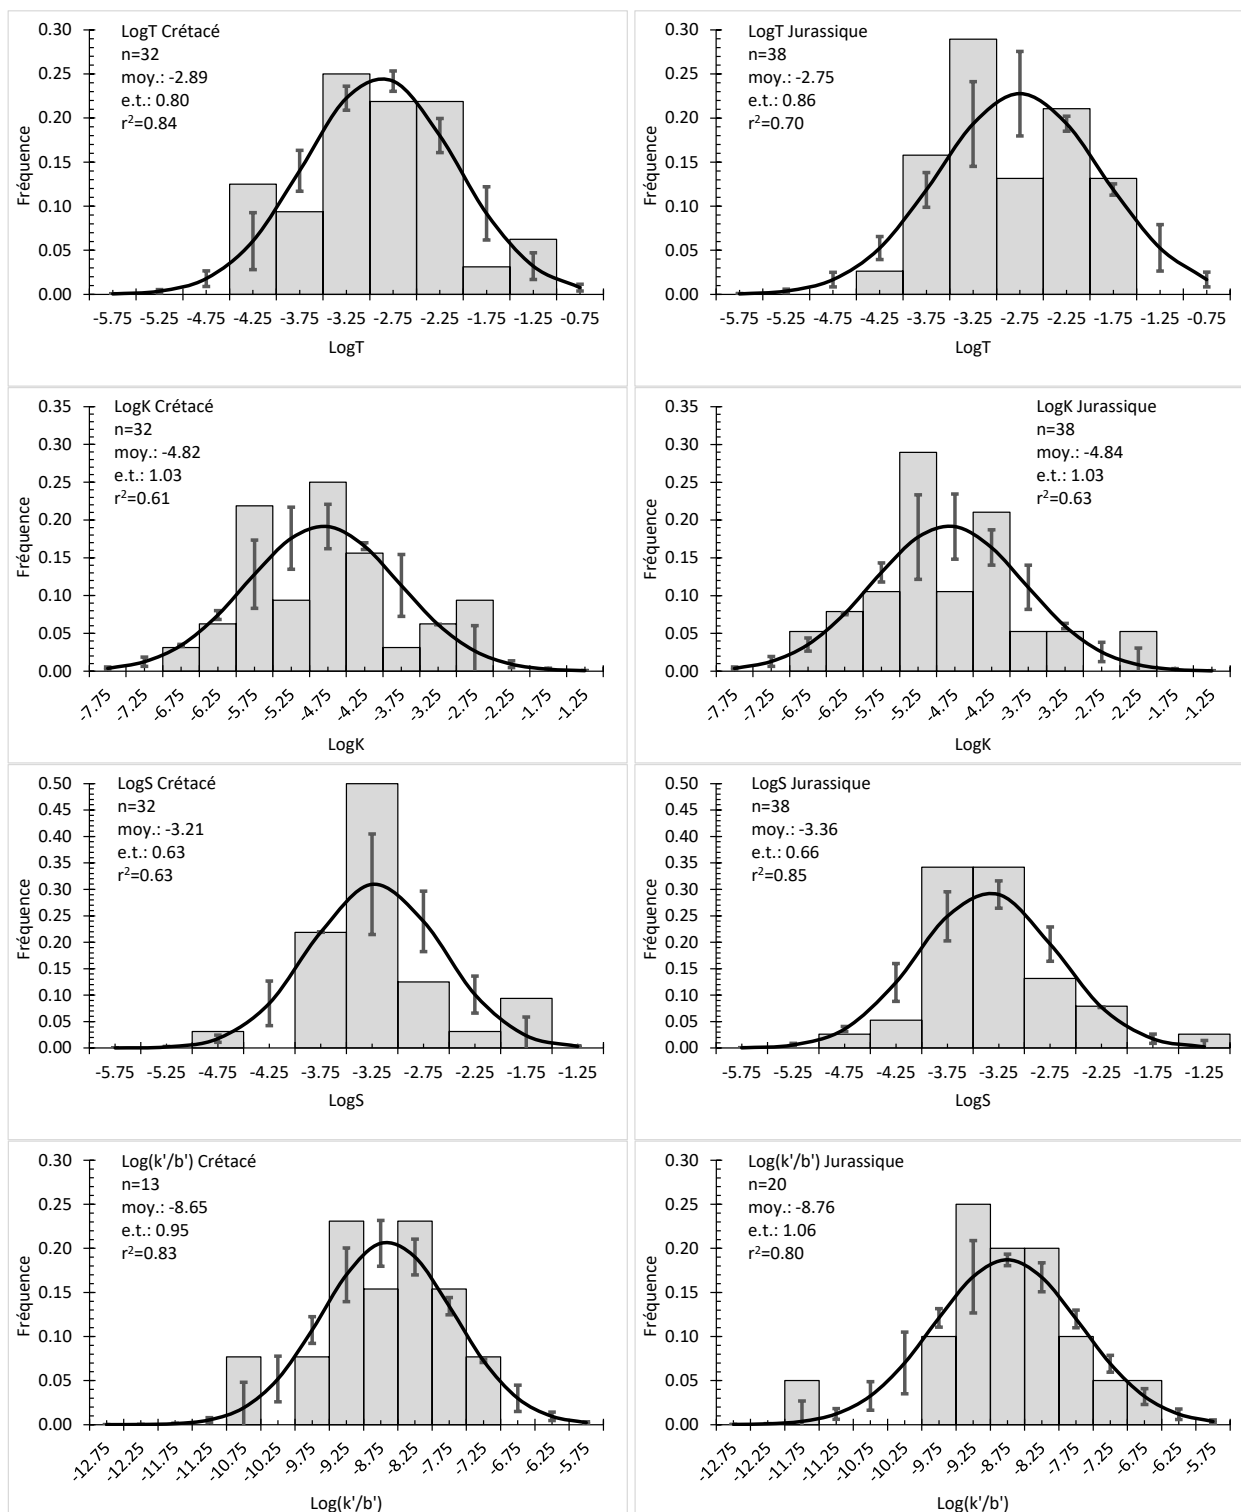 LogT Crétacé
n=32
moy.: -2.89
e.t.: 0.80
r²=0.84
Fréquence
0.30
0.25
0.20
0.15
0.10
0.05
0.00
-5.75 -5.25 -4.75 -4.25 -3.75 -3.25 -2.75 -2.25 -1.75 -1.25 -0.75
LogT
LogT Jurassique
n=38
moy.: -2.75
e.t.: 0.86
r²=0.70
Fréquence
0.30
0.25
0.20
0.15
0.10
0.05
0.00
-5.75 -5.25 -4.75 -4.25 -3.75 -3.25 -2.75 -2.25 -1.75 -1.25 -0.75
LogT
LogK Crétacé
n=32
moy.: -4.82
e.t.: 1.03
r²=0.61
Fréquence
0.35
0.30
0.25
0.20
0.15
0.10
0.05
0.00
-7.75 -7.25 -6.75 -6.25 -5.75 -5.25 -4.75 -4.25 -3.75 -3.25 -2.75 -2.25 -1.75 -1.25
LogK
LogK Jurassique
n=38
moy.: -4.84
e.t.: 1.03
r²=0.63
Fréquence
0.35
0.30
0.25
0.20
0.15
0.10
0.05
0.00
-7.75 -7.25 -6.75 -6.25 -5.75 -5.25 -4.75 -4.25 -3.75 -3.25 -2.75 -2.25 -1.75 -1.25
LogK
LogS Crétacé
n=32
moy.: -3.21
e.t.: 0.63
r²=0.63
Fréquence
0.50
0.45
0.40
0.35
0.30
0.25
0.20
0.15
0.10
0.05
0.00
-5.75 -5.25 -4.75 -4.25 -3.75 -3.25 -2.75 -2.25 -1.75 -1.25
LogS
LogS Jurassique
n=38
moy.: -3.36
e.t.: 0.66
r²=0.85
Fréquence
0.50
0.45
0.40
0.35
0.30
0.25
0.20
0.15
0.10
0.05
0.00
-5.75 -5.25 -4.75 -4.25 -3.75 -3.25 -2.75 -2.25 -1.75 -1.25
LogS
Log(k'/b') Crétacé
n=13
moy.: -8.65
e.t.: 0.95
r²=0.83
Fréquence
0.30
0.25
0.20
0.15
0.10
0.05
0.00
-12.75 -12.25 -11.75 -11.25 -10.75 -10.25 -9.75 -9.25 -8.75 -8.25 -7.75 -7.25 -6.75 -6.25 -5.75
Log(k'/b')
Log(k'/b') Jurassique
n=20
moy.: -8.76
e.t.: 1.06
r²=0.80
Fréquence
0.30
0.25
0.20
0.15
0.10
0.05
0.00
-12.75 -12.25 -11.75 -11.25 -10.75 -10.25 -9.75 -9.25 -8.75 -8.25 -7.75 -7.25 -6.75 -6.25 -5.75
Log(k'/b')